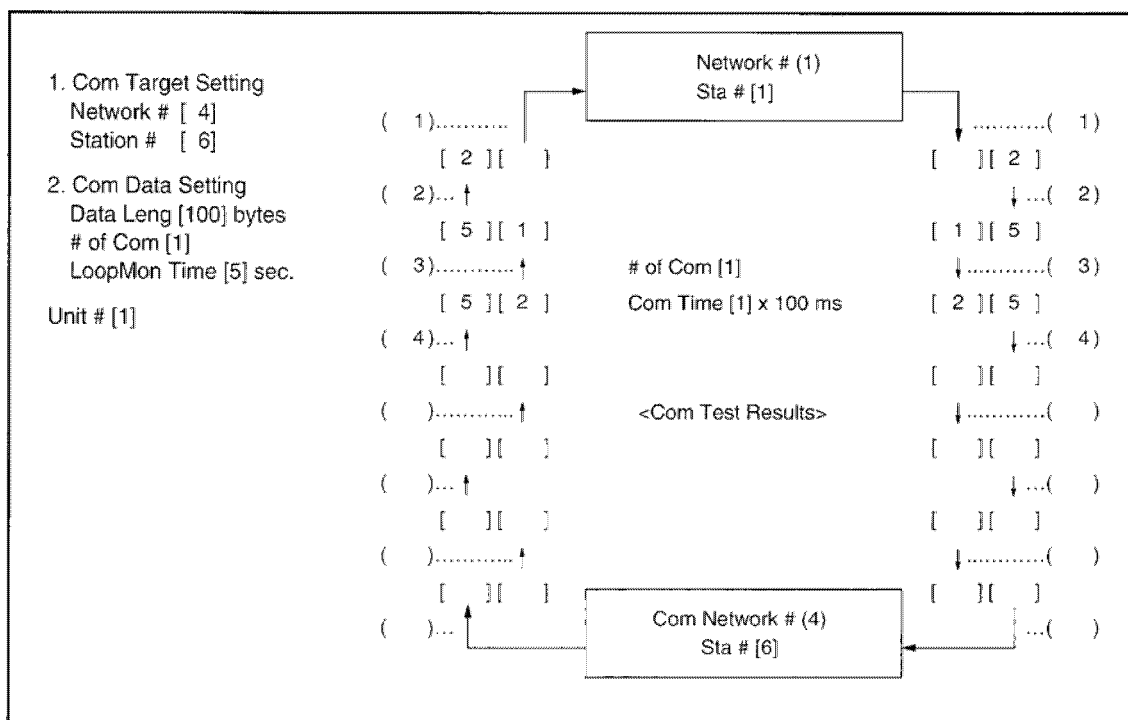 1. Com Target Setting
Network # [ 4]
Station # [ 6]
2. Com Data Setting
Data Leng [100] bytes
# of Com [1]
LoopMon Time [5] sec.
Unit # [1]
Network # (1)
Sta # [1]
( 1)...........
[ 2 ][ ]
( 2)...
[ 5 ][ 1 ]
( 3)............
[ 5 ][ 2 ]
( 4)...
[ ][ ]
( )............
[ ][ ]
( )...
[ ][ ]
( )............
[ ][ ]
( )...
# of Com [1]
Com Time [1] x 100 ms
<Com Test Results>
...........( 1)
[ ][ 2 ]
...( 2)
[ 1 ][ 5 ]
............( 3)
[ 2 ][ 5 ]
...( 4)
[ ][ ]
............( )
[ ][ ]
...( )
[ ][ ]
............( )
[ ][ ]
...( )
Com Network # (4)
Sta # [6]